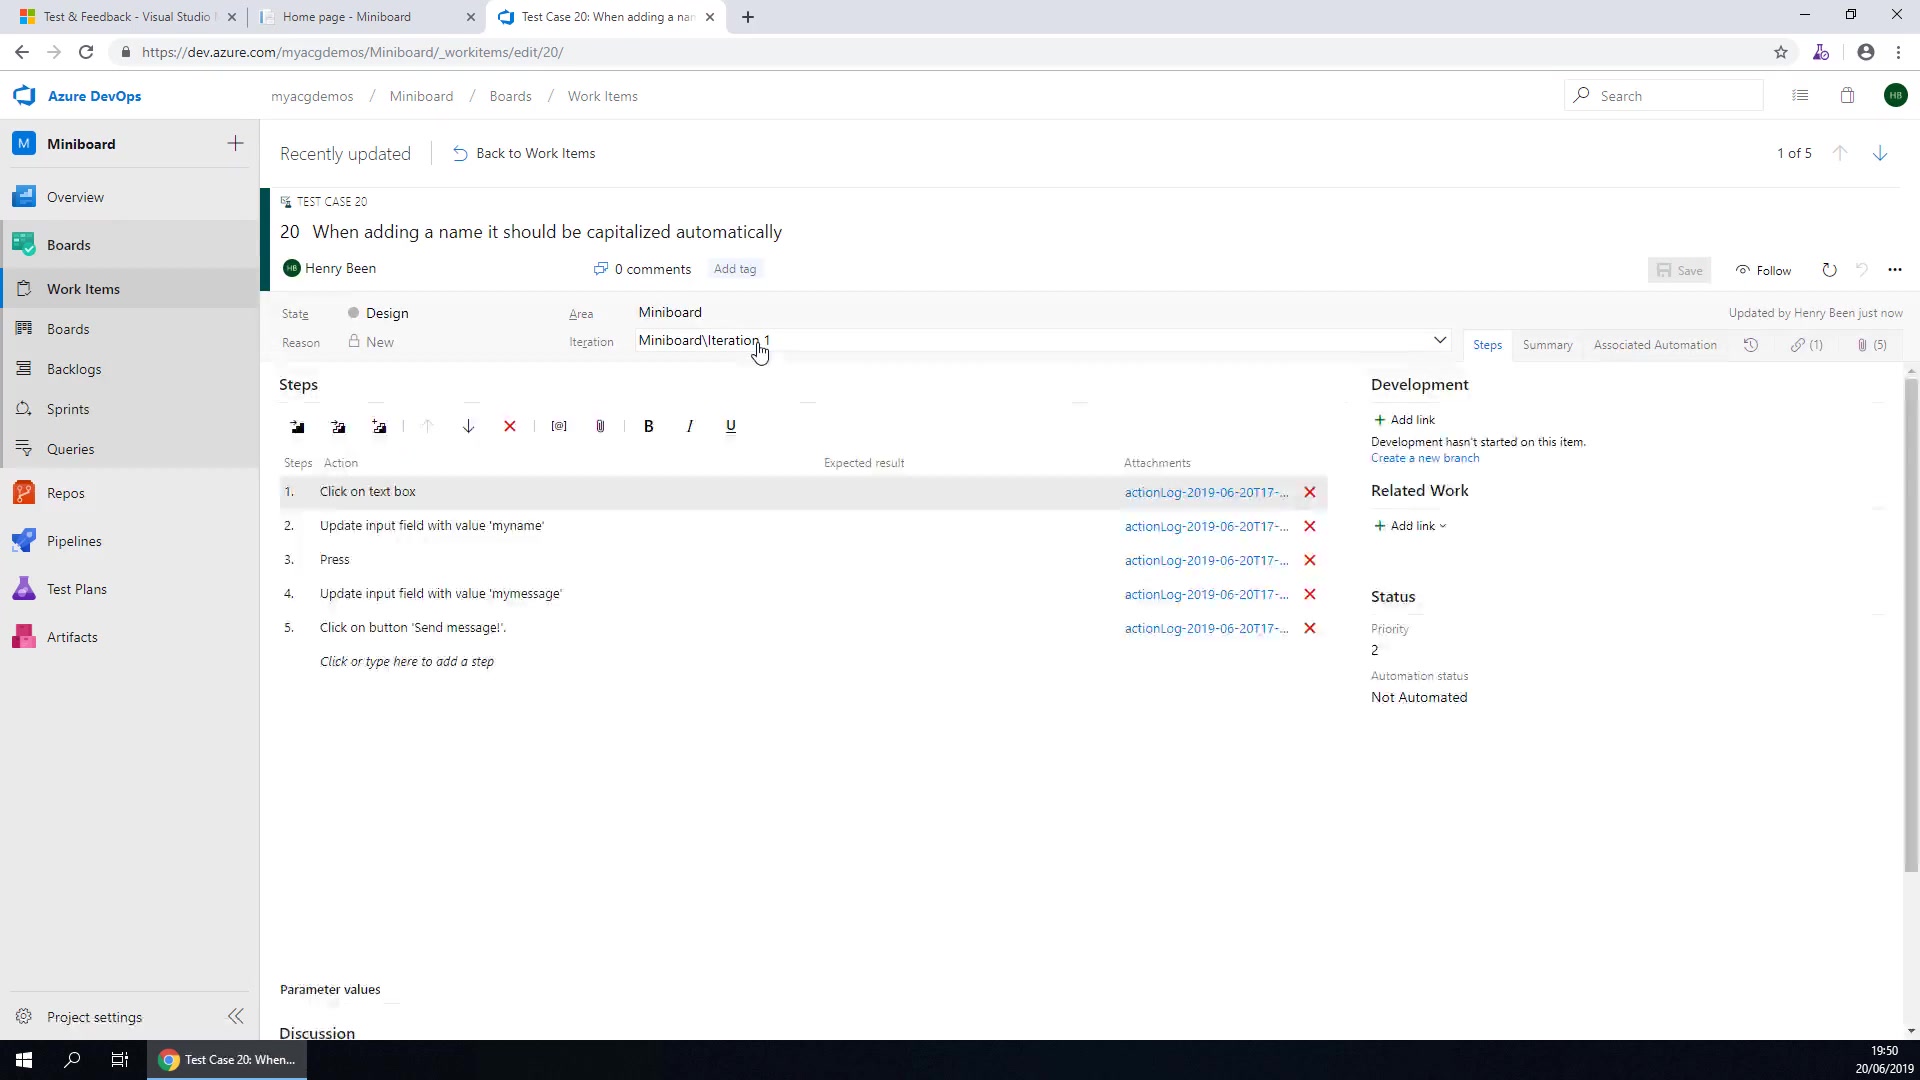 Test & Feedback - Visual Studio
Home page - Miniboard
Test Case 20: When adding a nam
https://dev.azure.com/myacgdemos/Miniboard/_workitems/edit/20/
Azure DevOps
myacgdemos / Miniboard / Boards / Work Items
Search
HB
M Miniboard
Overview
Boards
Work Items
Boards
Backlogs
Sprints
Queries
Repos
Pipelines
Test Plans
Artifacts
Project settings
Recently updated
Back to Work Items
1 of 5
TEST CASE 20
20 When adding a name it should be capitalized automatically
HB Henry Been
0 comments
Add tag
Save
Follow
State Design
Area Miniboard
Updated by Henry Been just now
Reason New
Iteration Miniboard\Iteration 1
Steps Summary Associated Automation (1) (5)
Steps
[@] B I U
Steps Action Expected result Attachments
1. Click on text box actionLog-2019-06-20T17-...
2. Update input field with value 'myname' actionLog-2019-06-20T17-...
3. Press actionLog-2019-06-20T17-...
4. Update input field with value 'mymessage' actionLog-2019-06-20T17-...
5. Click on button 'Send message!'. actionLog-2019-06-20T17-...
Click or type here to add a step
Parameter values
Discussion
Development
+ Add link
Development hasn't started on this item.
Create a new branch
Related Work
+ Add link
Status
Priority
2
Automation status
Not Automated
Test Case 20: When...
19:50
20/06/2019